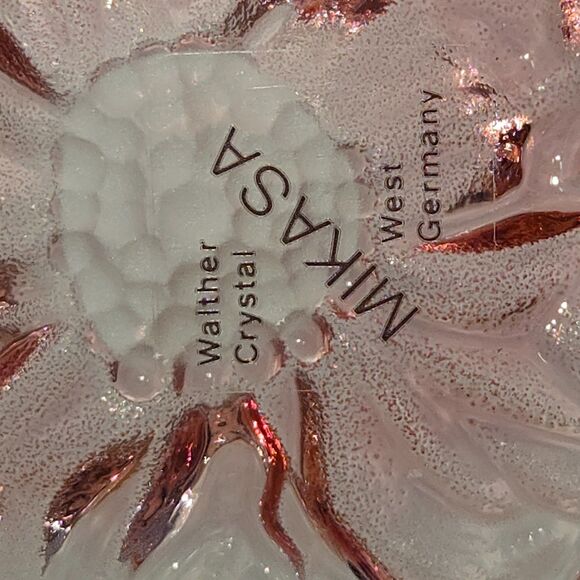 MIKASA
Walther
Crystal
West
Germany